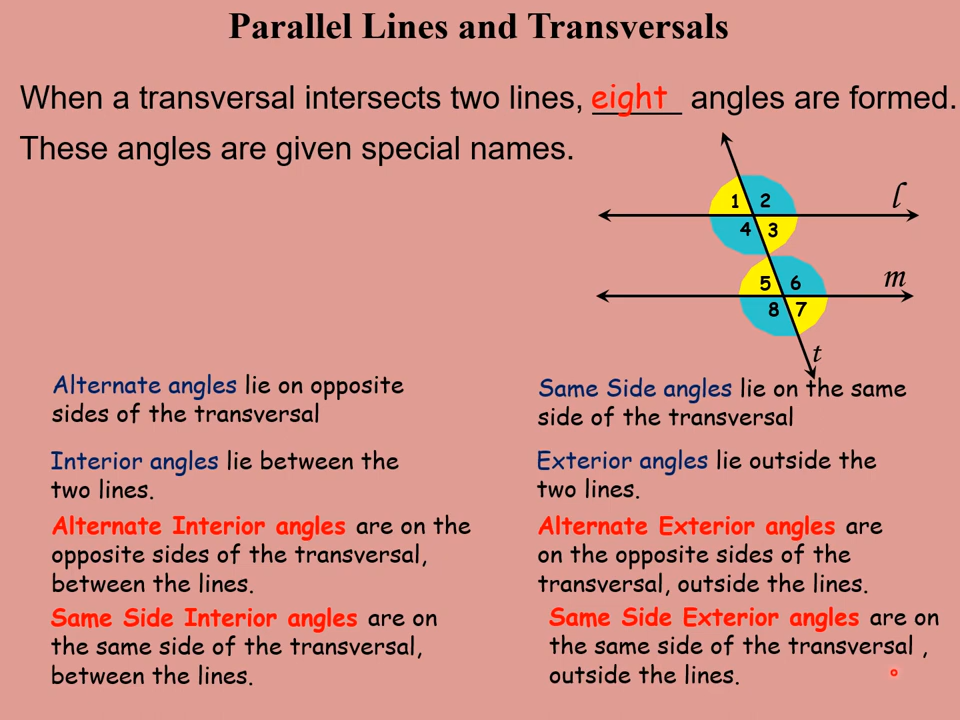 Parallel Lines and Transversals
When a transversal intersects two lines, eight angles are formed.
These angles are given special names.
1 2
l
4 3
5 6
m
8 7
t
Alternate angles lie on opposite
sides of the transversal
Same Side angles lie on the same
side of the transversal
Interior angles lie between the
two lines.
Exterior angles lie outside the
two lines.
Alternate Interior angles are on the
opposite sides of the transversal,
between the lines.
Alternate Exterior angles are
on the opposite sides of the
transversal, outside the lines.
Same Side Interior angles are on
the same side of the transversal,
between the lines.
Same Side Exterior angles are on
the same side of the transversal ,
outside the lines.